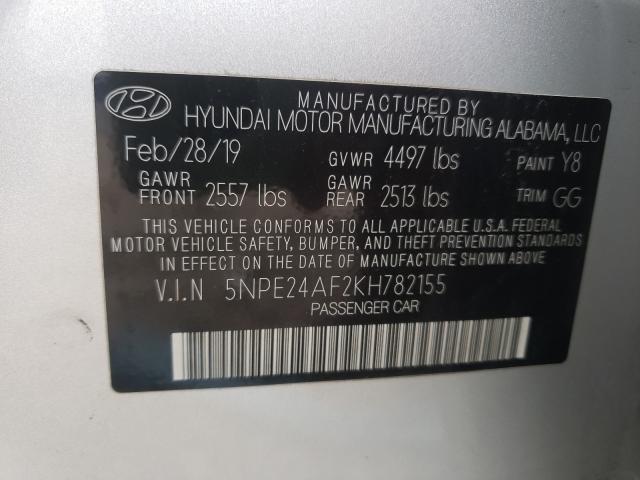 MANUFACTURED BY
HYUNDAI MOTOR MANUFACTURING ALABAMA, LLC
Feb/28/19 GVWR 4497 lbs PAINT Y8
GAWR FRONT 2557 lbs GAWR REAR 2513 lbs TRIM GG
THIS VEHICLE CONFORMS TO ALL APPLICABLE U.S.A. FEDERAL
MOTOR VEHICLE SAFETY, BUMPER, AND THEFT PREVENTION STANDARDS
IN EFFECT ON THE DATE OF MANUFACTURE SHOWN ABOVE.
V.I.N 5NPE24AF2KH782155
PASSENGER CAR